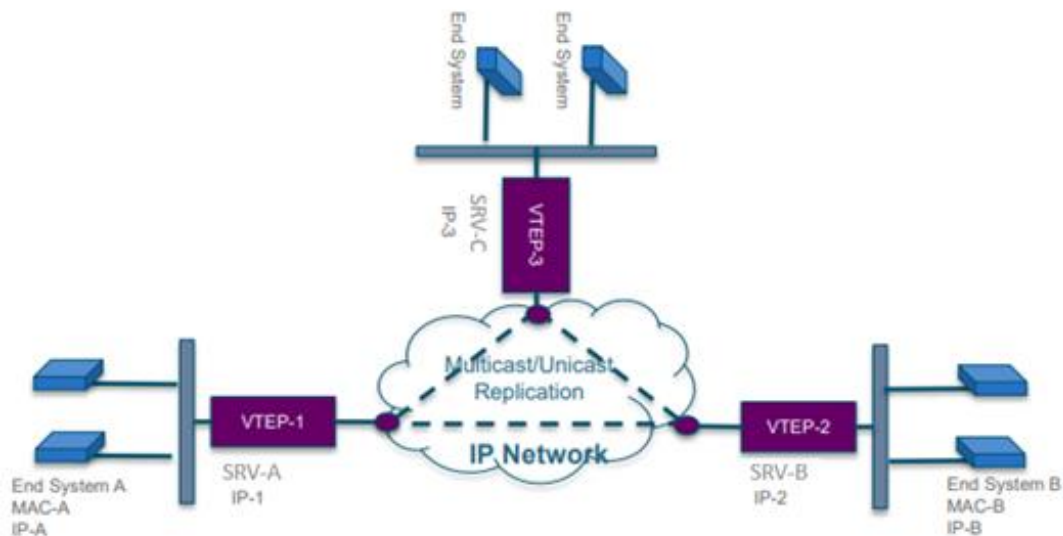 End System
End System
VTEP-3
SRV-C
IP-3
Multicast/Unicast
Replication
IP Network
VTEP-1
SRV-A
IP-1
End System A
MAC-A
IP-A
VTEP-2
SRV-B
IP-2
End System B
MAC-B
IP-B